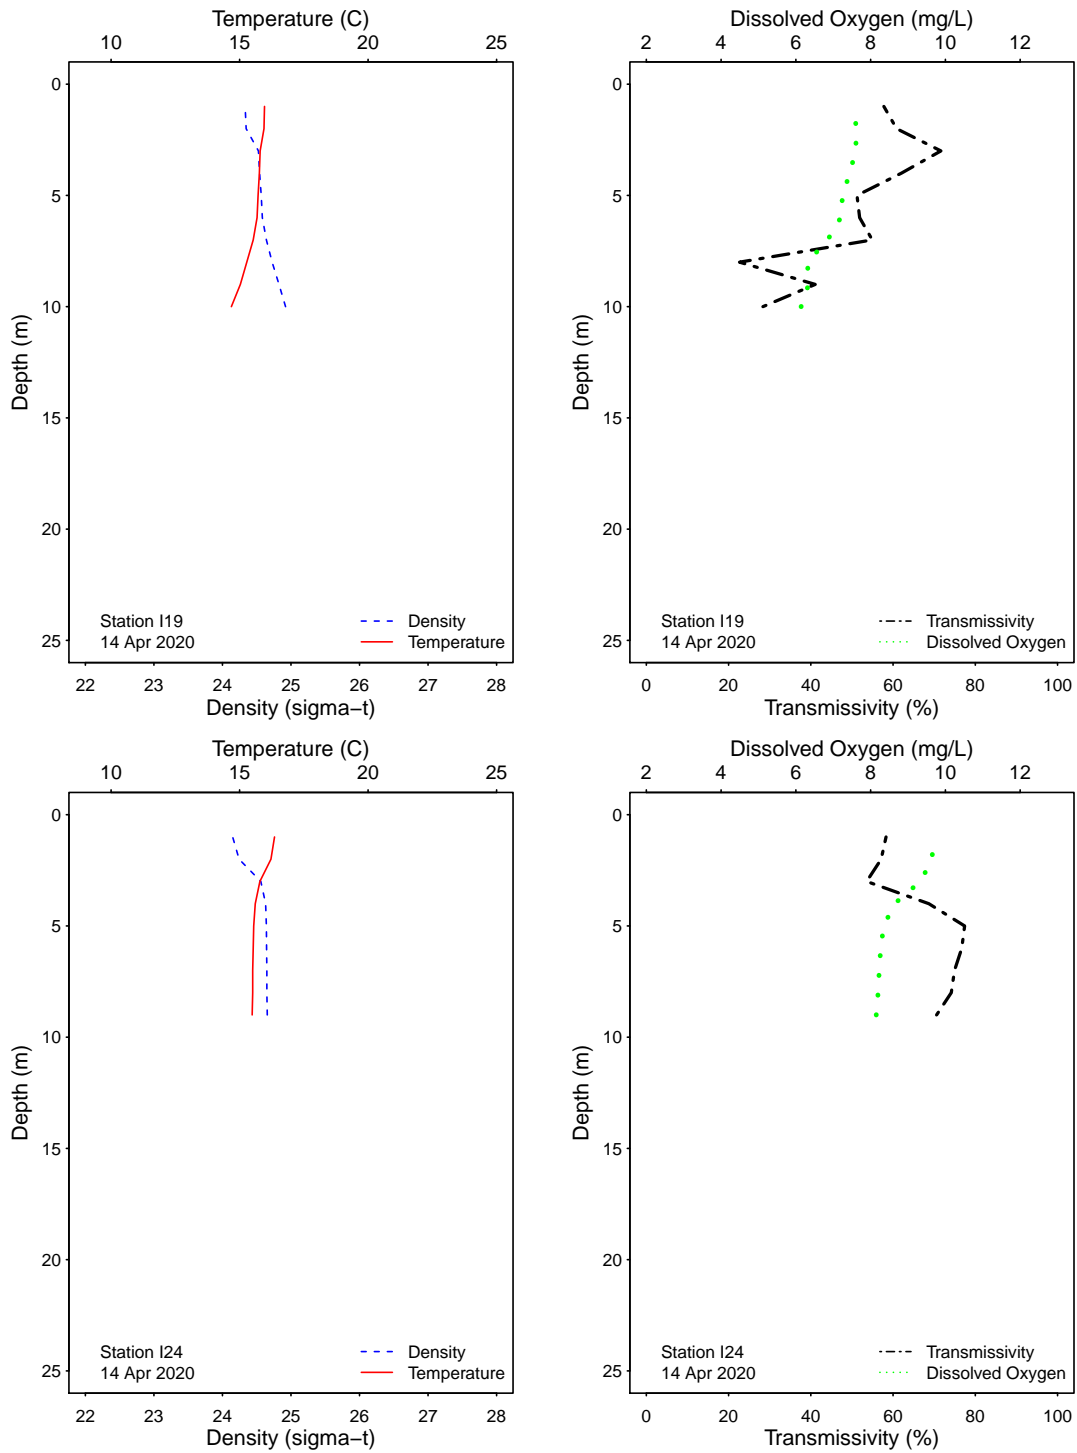 Temperature (C)
10 15 20 25
0
5
10
15
20
25
Depth (m)
Station I19
14 Apr 2020
Density
Temperature
22 23 24 25 26 27 28
Density (sigma−t)
Dissolved Oxygen (mg/L)
2 4 6 8 10 12
0
5
10
15
20
25
Depth (m)
Station I19
14 Apr 2020
Transmissivity
Dissolved Oxygen
0 20 40 60 80 100
Transmissivity (%)
Temperature (C)
10 15 20 25
0
5
10
15
20
25
Depth (m)
Station I24
14 Apr 2020
Density
Temperature
22 23 24 25 26 27 28
Density (sigma−t)
Dissolved Oxygen (mg/L)
2 4 6 8 10 12
0
5
10
15
20
25
Depth (m)
Station I24
14 Apr 2020
Transmissivity
Dissolved Oxygen
0 20 40 60 80 100
Transmissivity (%)